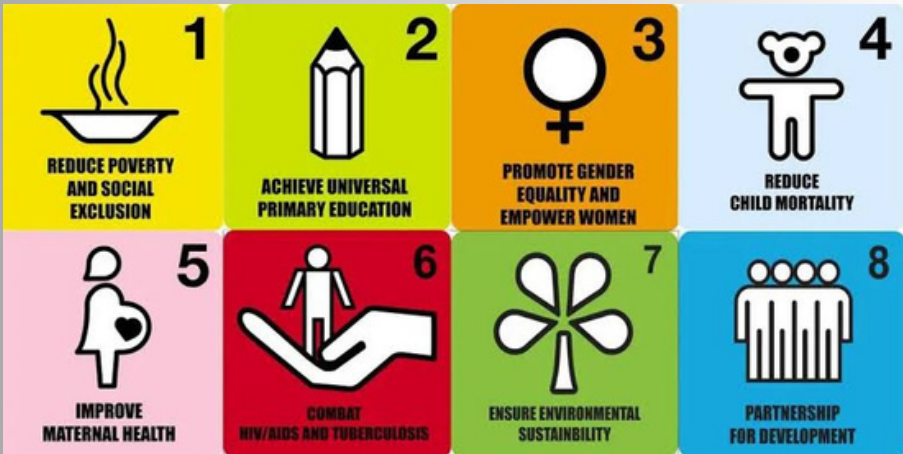 1
REDUCE POVERTY
AND SOCIAL
EXCLUSION
2
ACHIEVE UNIVERSAL
PRIMARY EDUCATION
3
PROMOTE GENDER
EQUALITY AND
EMPOWER WOMEN
4
REDUCE
CHILD MORTALITY
5
IMPROVE
MATERNAL HEALTH
6
COMBAT
HIV/AIDS AND TUBERCULOSIS
7
ENSURE ENVIRONMENTAL
SUSTAINBILITY
8
PARTNERSHIP
FOR DEVELOPMENT